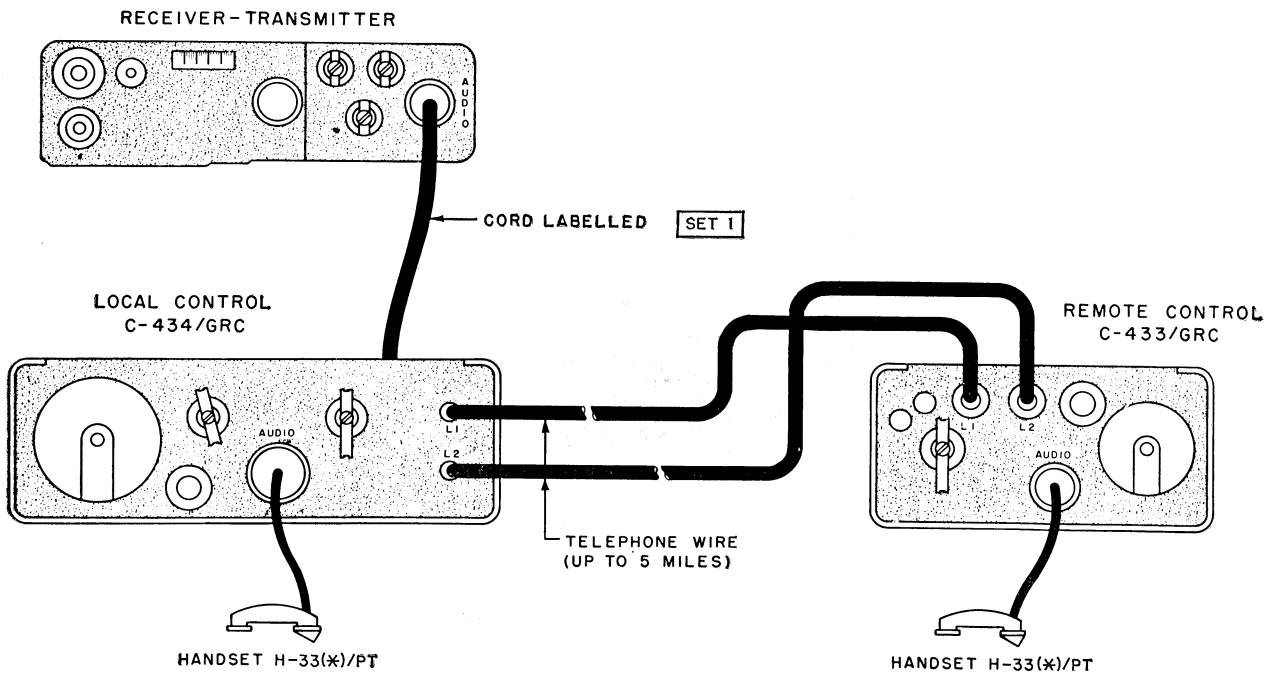 RECEIVER-TRANSMITTER
AUDIO
CORD LABELLED SET 1
LOCAL CONTROL
C-434/GRC
REMOTE CONTROL
C-433/GRC
L1
AUDIO
L2
L1
L2
AUDIO
TELEPHONE WIRE
(UP TO 5 MILES)
HANDSET H-33(*)/PT
HANDSET H-33(*)/PT